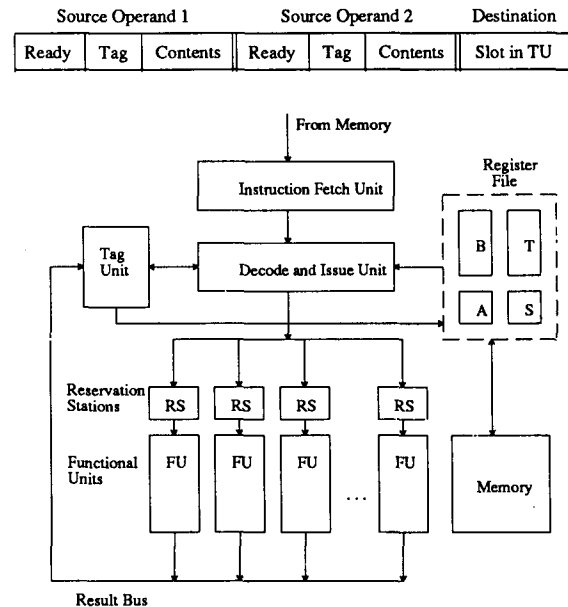 Source Operand 1 Source Operand 2 Destination
Ready Tag Contents Ready Tag Contents Slot in TU
From Memory
Register
File
Instruction Fetch Unit
B T
Tag
Unit
Decode and Issue Unit
A S
Reservation
Stations
RS RS RS RS
Functional
Units
FU FU FU ... FU
Memory
Result Bus